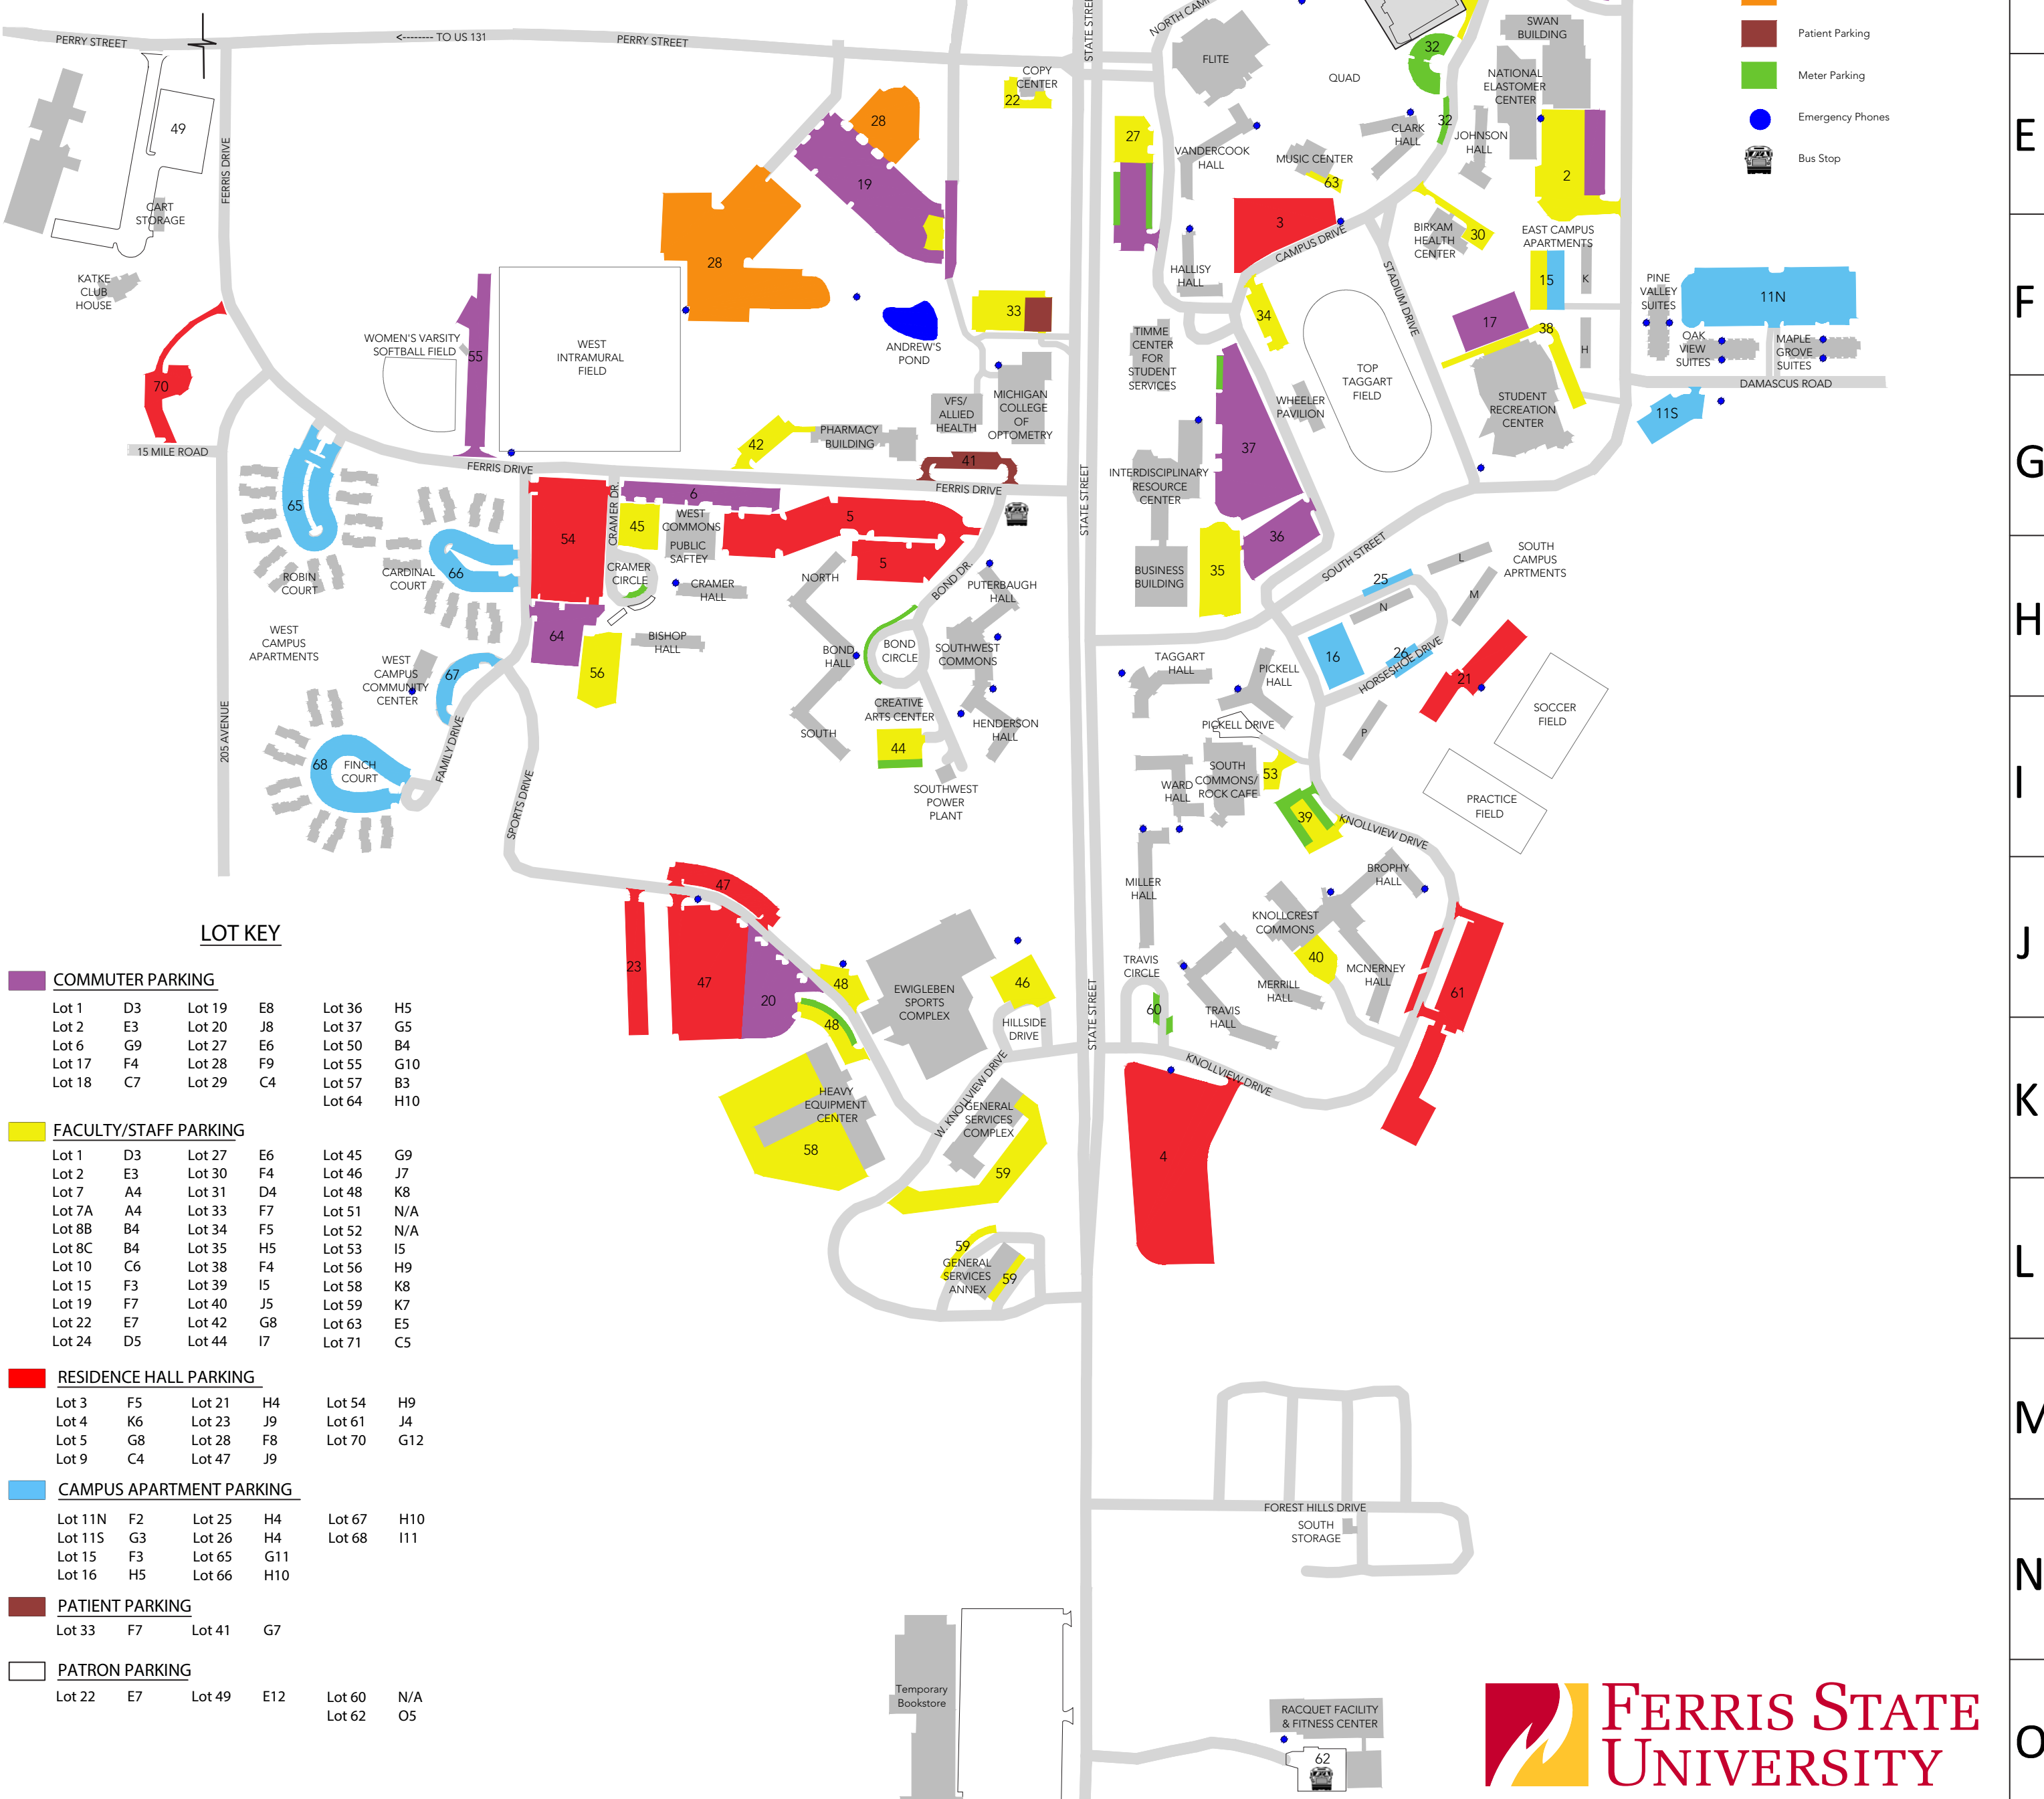 PERRY STREET
<-------- TO US 131
PERRY STREET
STATE STREET
NORTH CAMP
FLITE
QUAD
32
SWAN
BUILDING
Patient Parking
COPY
CENTER
22
NATIONAL
ELASTOMER
CENTER
Meter Parking
49
FERRIS DRIVE
28
27
VANDERCOOK
HALL
MUSIC CENTER
63
CLARK
HALL
32
JOHNSON
HALL
Emergency Phones
E
Bus Stop
19
2
CART
STORAGE
3
CAMPUS DRIVE
BIRKAM
HEALTH
CENTER
30
EAST CAMPUS
APARTMENTS
28
HALLISY
HALL
STADIUM DRIVE
15
K
KATKE
CLUB
HOUSE
PINE
VALLEY
SUITES
11N
F
33
34
17
38
WOMEN'S VARSITY
SOFTBALL FIELD
55
WEST
INTRAMURAL
FIELD
ANDREW'S
POND
TIMME
CENTER
FOR
STUDENT
SERVICES
H
OAK
VIEW
SUITES
MAPLE
GROVE
SUITES
70
TOP
TAGGART
FIELD
DAMASCUS ROAD
VFS/
ALLIED
HEALTH
MICHIGAN
COLLEGE
OF
OPTOMETRY
WHEELER
PAVILION
STUDENT
RECREATION
CENTER
11S
15 MILE ROAD
42
PHARMACY
BUILDING
37
G
FERRIS DRIVE
41
FERRIS DRIVE
INTERDISCIPLINARY
RESOURCE
CENTER
STATE STREET
65
CRAMER DR.
6
45
WEST
COMMONS
PUBLIC
SAFTEY
5
54
36
5
SOUTH STREET
ROBIN
COURT
CARDINAL
COURT
66
CRAMER
CIRCLE
CRAMER
HALL
NORTH
BOND DR.
PUTERBAUGH
HALL
BUSINESS
BUILDING
35
25
L
SOUTH
CAMPUS
APRTMENTS
N
M
H
WEST
CAMPUS
APARTMENTS
64
BISHOP
HALL
BOND
HALL
BOND
CIRCLE
SOUTHWEST
COMMONS
TAGGART
HALL
PICKELL
HALL
16
26
HORSESHOE DRIVE
21
WEST
CAMPUS
COMMUNITY
CENTER
67
56
CREATIVE
ARTS CENTER
HENDERSON
HALL
PICKELL DRIVE
P
SOCCER
FIELD
205 AVENUE
FAMILY DRIVE
SOUTH
44
68
FINCH
COURT
SPORTS DRIVE
SOUTHWEST
POWER
PLANT
WARD
HALL
SOUTH
COMMONS/
ROCK CAFE
53
39
KNOLLVIEW DRIVE
PRACTICE
FIELD
I
47
MILLER
HALL
BROPHY
HALL
KNOLLCREST
COMMONS
23
47
20
48
48
EWIGLEBEN
SPORTS
COMPLEX
46
HILLSIDE
DRIVE
STATE STREET
TRAVIS
CIRCLE
60
TRAVIS
HALL
MERRILL
HALL
40
MCNERNEY
HALL
61
J
HEAVY
EQUIPMENT
CENTER
58
W. KNOLLVIEW DRIVE
GENERAL
SERVICES
COMPLEX
59
KNOLLVIEW DRIVE
4
K
59
GENERAL
SERVICES
ANNEX
59
L
M
FOREST HILLS DRIVE
SOUTH
STORAGE
N
Temporary
Bookstore
RACQUET FACILITY
& FITNESS CENTER
62
O
LOT KEY
COMMUTER PARKING
Lot 1 D3 Lot 19 E8 Lot 36 H5
Lot 2 E3 Lot 20 J8 Lot 37 G5
Lot 6 G9 Lot 27 E6 Lot 50 B4
Lot 17 F4 Lot 28 F9 Lot 55 G10
Lot 18 C7 Lot 29 C4 Lot 57 B3
Lot 64 H10
FACULTY/STAFF PARKING
Lot 1 D3 Lot 27 E6 Lot 45 G9
Lot 2 E3 Lot 30 F4 Lot 46 J7
Lot 7 A4 Lot 31 D4 Lot 48 K8
Lot 7A A4 Lot 33 F7 Lot 51 N/A
Lot 8B B4 Lot 34 F5 Lot 52 N/A
Lot 8C B4 Lot 35 H5 Lot 53 I5
Lot 10 C6 Lot 38 F4 Lot 56 H9
Lot 15 F3 Lot 39 I5 Lot 58 K8
Lot 19 F7 Lot 40 J5 Lot 59 K7
Lot 22 E7 Lot 42 G8 Lot 63 E5
Lot 24 D5 Lot 44 I7 Lot 71 C5
RESIDENCE HALL PARKING
Lot 3 F5 Lot 21 H4 Lot 54 H9
Lot 4 K6 Lot 23 J9 Lot 61 J4
Lot 5 G8 Lot 28 F8 Lot 70 G12
Lot 9 C4 Lot 47 J9
CAMPUS APARTMENT PARKING
Lot 11N F2 Lot 25 H4 Lot 67 H10
Lot 11S G3 Lot 26 H4 Lot 68 I11
Lot 15 F3 Lot 65 G11
Lot 16 H5 Lot 66 H10
PATIENT PARKING
Lot 33 F7 Lot 41 G7
PATRON PARKING
Lot 22 E7 Lot 49 E12 Lot 60 N/A
Lot 62 O5
FERRIS STATE
UNIVERSITY